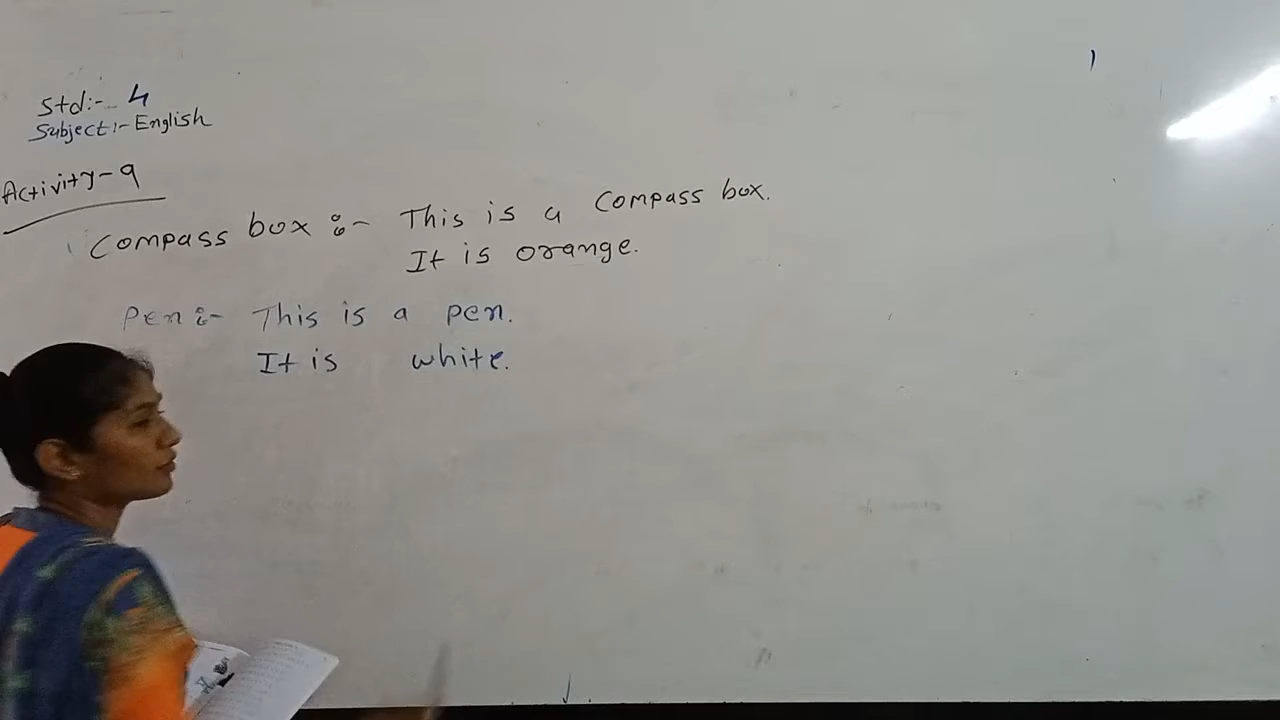 Std:- 4
Subject:- English
Activity-9
Compass box :- This is a Compass box.
It is orange.
Pen :- This is a pen.
It is white.